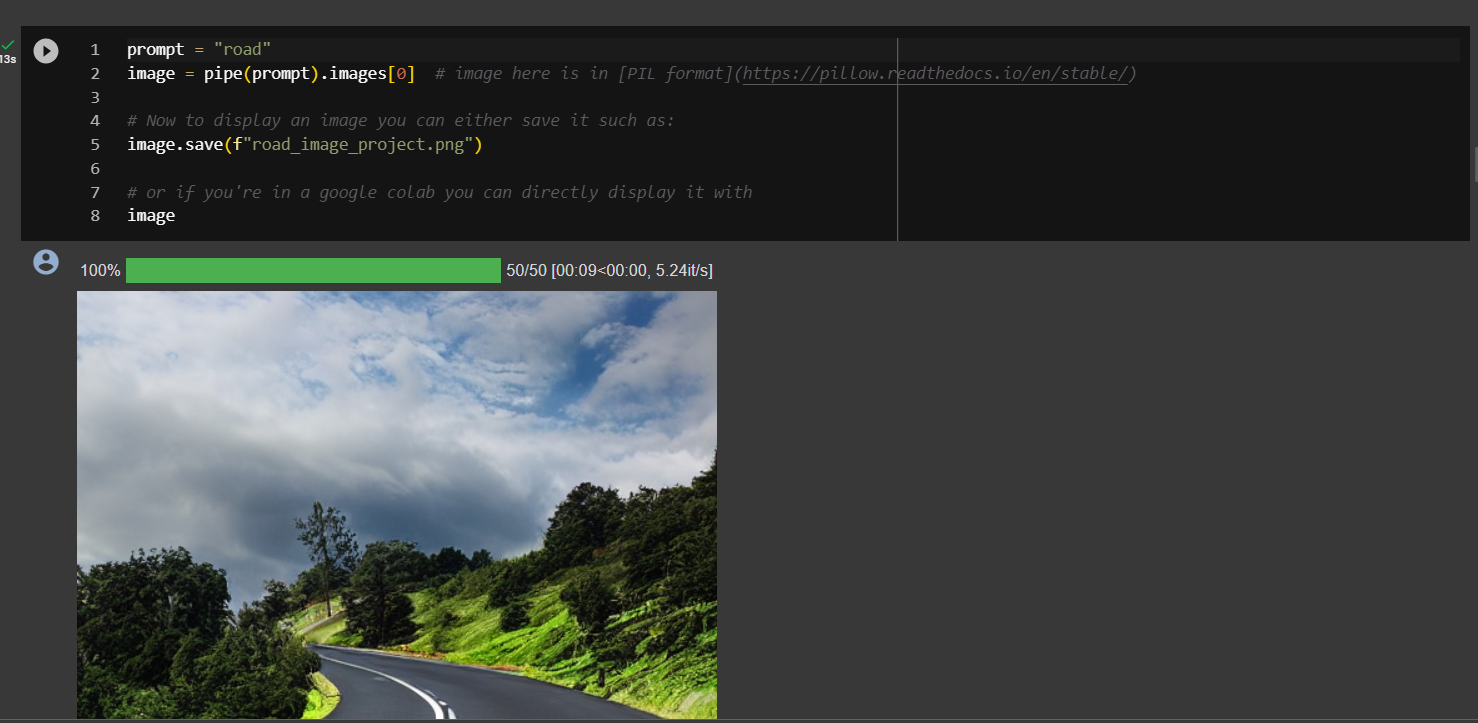 13s
1 prompt = "road"
2 image = pipe(prompt).images[0]  # image here is in [PIL format](https://pillow.readthedocs.io/en/stable/)
3
4 # Now to display an image you can either save it such as:
5 image.save(f"road_image_project.png")
6
7 # or if you're in a google colab you can directly display it with
8 image
100% 50/50 [00:09<00:00, 5.24it/s]